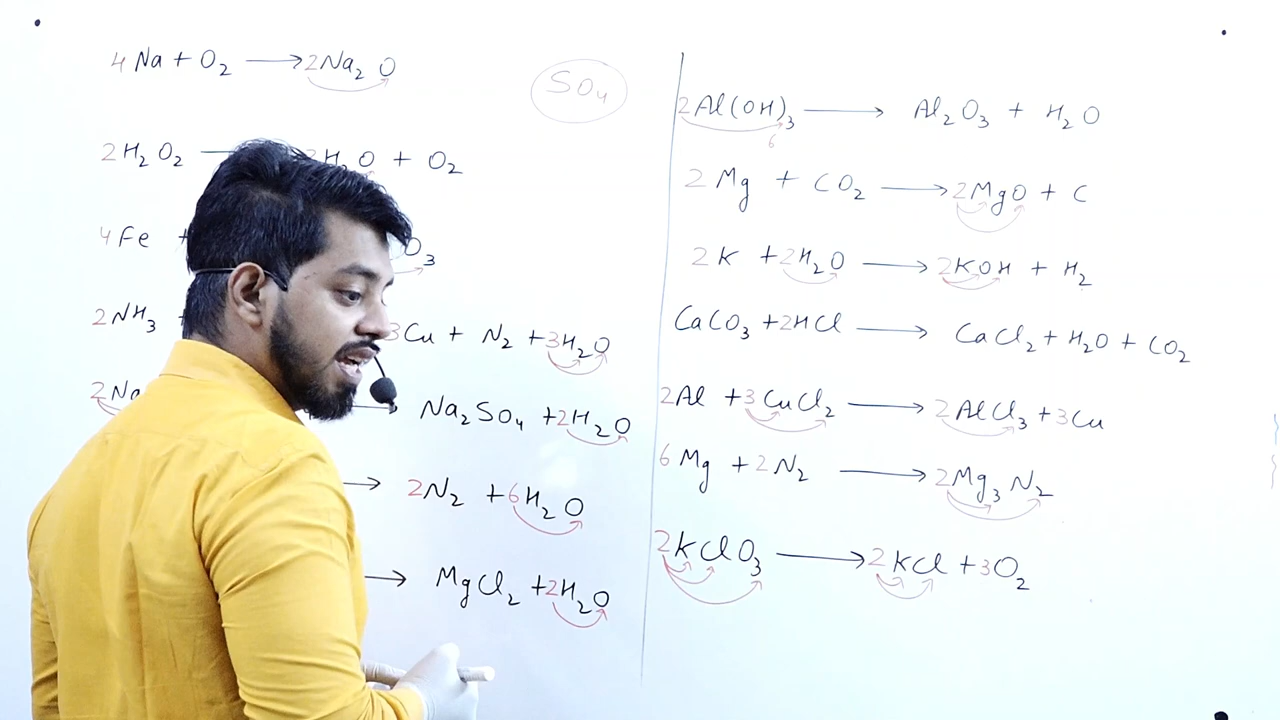 4Na + O₂ → 2Na₂O
SO₄
2H₂O₂ → 2H₂O + O₂
4Fe + O₃
2NH₃ + 3Cu + N₂ + 3H₂O
2Na → Na₂SO₄ + 2H₂O
→ 2N₂ + 6H₂O
→ MgCl₂ + 2H₂O
2Al(OH)₃ → Al₂O₃ + H₂O
6
2Mg + CO₂ → 2MgO + C
2K + 2H₂O → 2KOH + H₂
CaCO₃ + 2HCl → CaCl₂ + H₂O + CO₂
2Al + 3CuCl₂ → 2AlCl₃ + 3Cu
6Mg + 2N₂ → 2Mg₃N₂
2KClO₃ → 2KCl + 3O₂